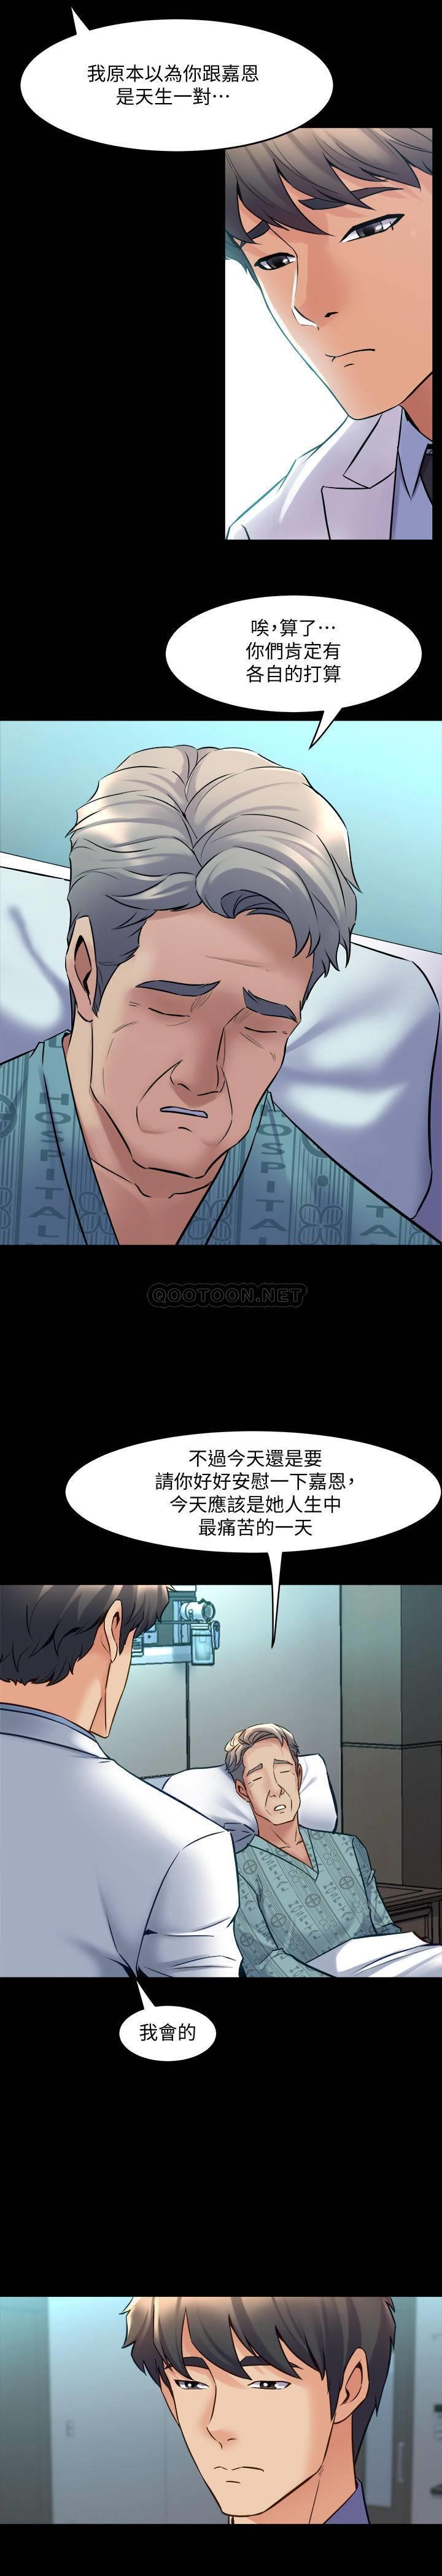 我原本以為你跟嘉恩
是天生一對…
唉,算了…
你們肯定有
各自的打算
HOSPITAL
HOSPITAL
QOOTOON.NET
不過今天還是要
請你好好安慰一下嘉恩,
今天應該是她人生中
最痛苦的一天
我會的